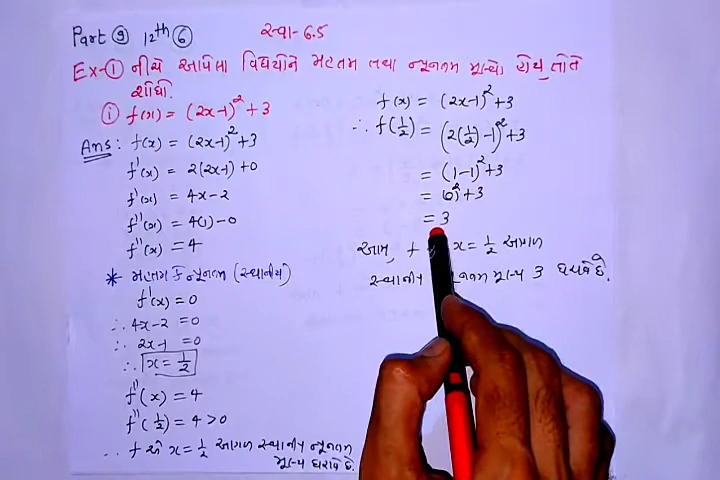 Part ⑨ 12th ⑥ સ્વા-6.5
Ex-① નીચે આપેલા વિધેયોને મહત્તમ તથા ન્યૂનતમ મૂલ્યો હોય, તો તે
શોધો.
ⓘ f(x) = (2x-1)² + 3
Ans: f(x) = (2x-1)² + 3
f'(x) = 2(2x-1) + 0
f'(x) = 4x - 2
f''(x) = 4(1) - 0
f''(x) = 4
* મહત્તમ ન્યૂનતમ (સ્થાનીય)
f'(x) = 0
∴ 4x-2 = 0
∴ 2x-1 = 0
∴ x = 1/2
f''(x) = 4
f''(1/2) = 4 > 0
∴ f એ x = 1/2 આગળ સ્થાનીય ન્યૂનતમ
મૂલ્ય ધરાવે છે.
f(x) = (2x-1)² + 3
∴ f(1/2) = (2(1/2) - 1)² + 3
= (1-1)² + 3
= (0)² + 3
= 3
આમ, f x = 1/2 આગળ
સ્થાનીય ન્યૂનતમ મૂલ્ય 3 ધરાવે છે.